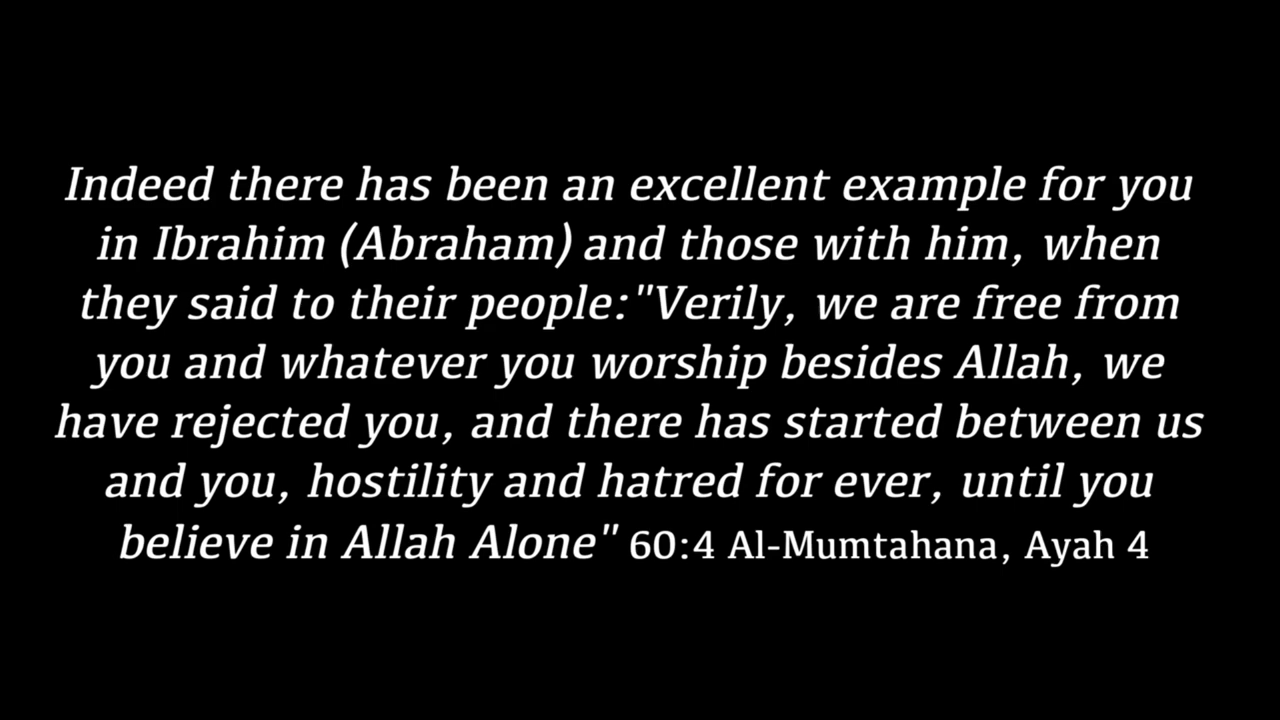 Indeed there has been an excellent example for you
in Ibrahim (Abraham) and those with him, when
they said to their people:"Verily, we are free from
you and whatever you worship besides Allah, we
have rejected you, and there has started between us
and you, hostility and hatred for ever, until you
believe in Allah Alone" 60:4 Al-Mumtahana, Ayah 4